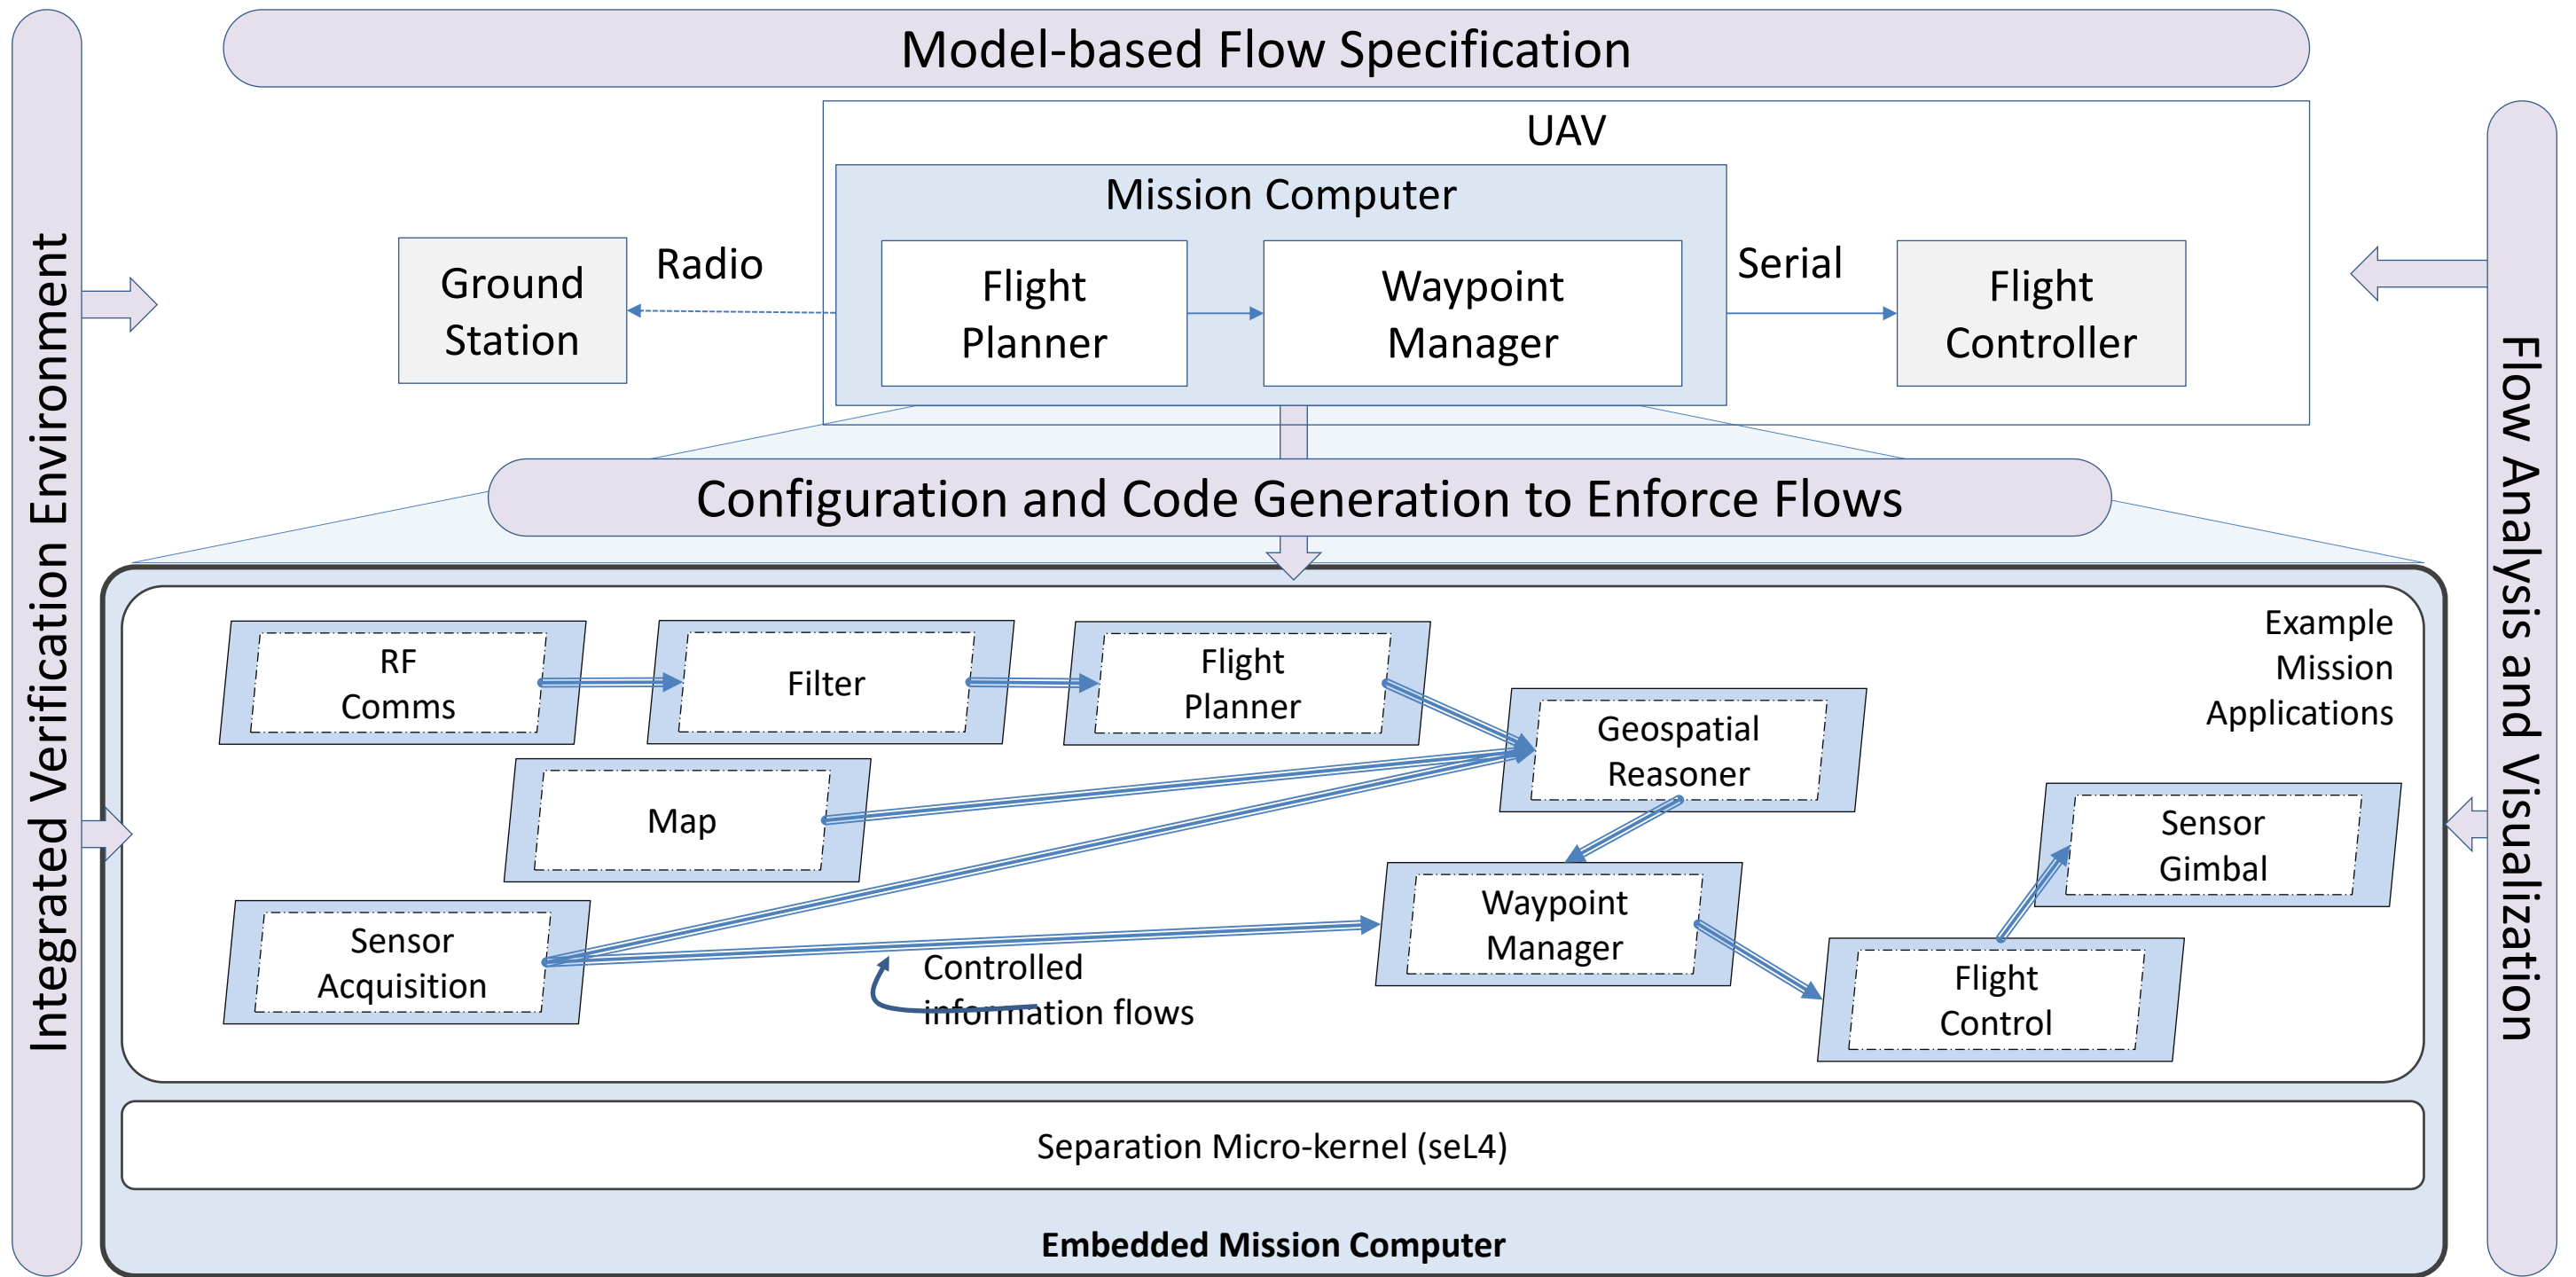 Model-based Flow Specification
UAV
Mission Computer
Ground
Station
Radio
Flight
Planner
Waypoint
Manager
Serial
Flight
Controller
Integrated Verification Environment
Flow Analysis and Visualization
Configuration and Code Generation to Enforce Flows
Example
Mission
Applications
RF
Comms
Filter
Flight
Planner
Geospatial
Reasoner
Map
Sensor
Gimbal
Sensor
Acquisition
Waypoint
Manager
Controlled
information flows
Flight
Control
Separation Micro-kernel (seL4)
Embedded Mission Computer